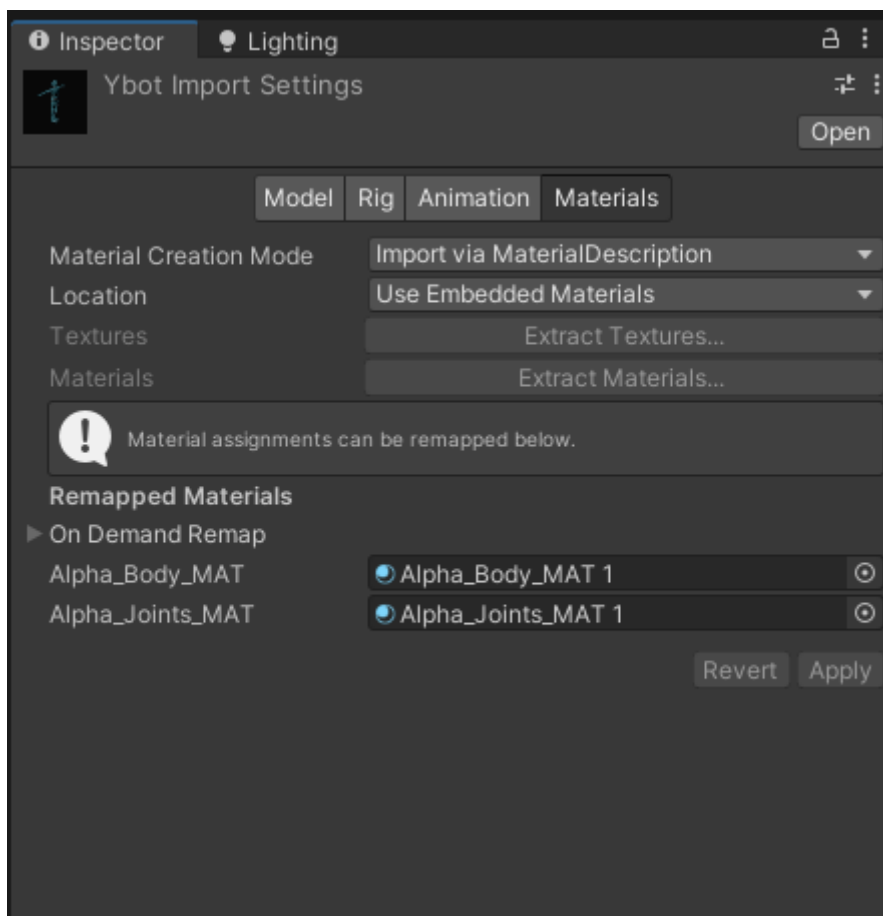 Inspector Lighting
Ybot Import Settings
Open
Model Rig Animation Materials
Material Creation Mode Import via MaterialDescription
Location Use Embedded Materials
Textures Extract Textures...
Materials Extract Materials...
Material assignments can be remapped below.
Remapped Materials
On Demand Remap
Alpha_Body_MAT Alpha_Body_MAT 1
Alpha_Joints_MAT Alpha_Joints_MAT 1
Revert Apply